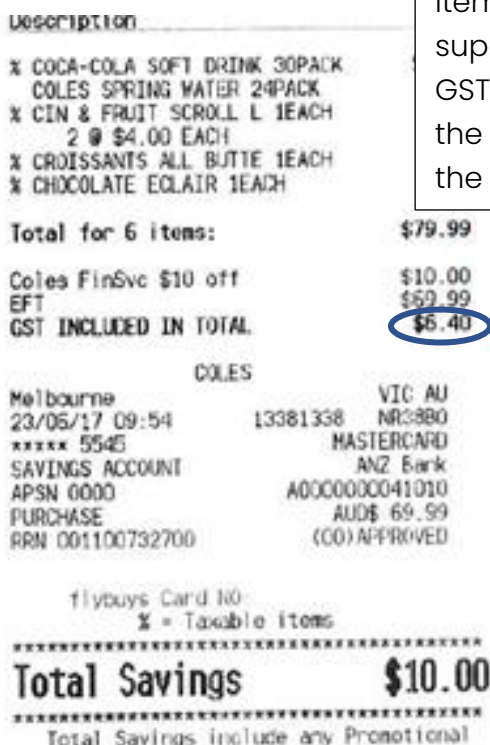 Description
item
sup
GST
the
the
% COCA-COLA SOFT DRINK 30PACK
COLES SPRING WATER 24PACK
% CIN & FRUIT SCROLL L 1EACH
2 @ $4.00 EACH
% CROISSANTS ALL BUTTE 1EACH
% CHOCOLATE ECLAIR 1EACH
Total for 6 items: $79.99
Coles FinSvc $10 off $10.00
EFT $69.99
GST INCLUDED IN TOTAL $6.40
COLES
Melbourne VIC AU
23/06/17 09:54 13381338 NR3880
***** 5545 MASTERCARD
SAVINGS ACCOUNT ANZ Bank
APSN 0000 A0000000041010
PURCHASE AUD$ 69.99
RRN 001100732700 (00)APPROVED
flybuys Card NO
% = Taxable items
Total Savings $10.00
Total Savings include any Promotional